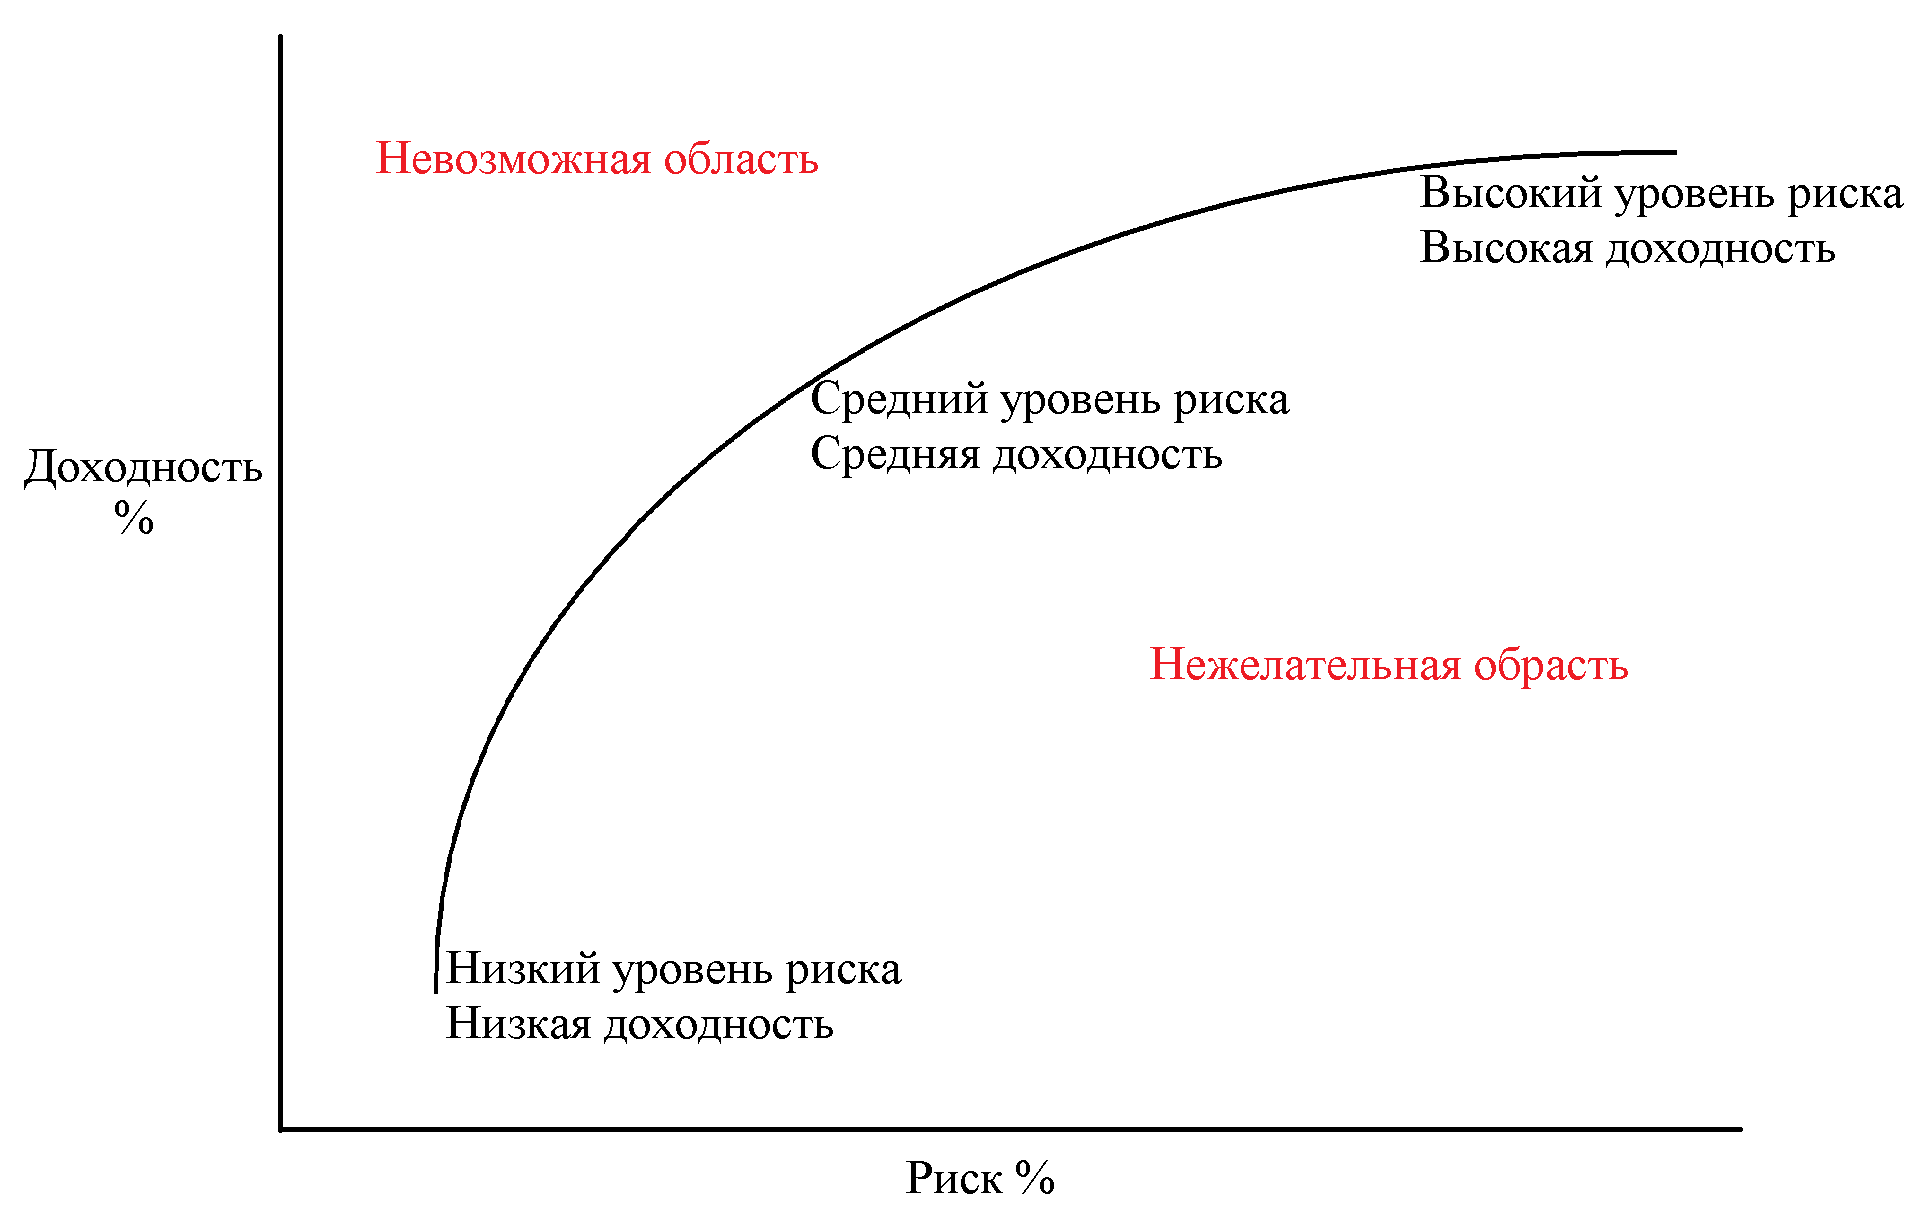 Невозможная область
Высокий уровень риска
Высокая доходность
Средний уровень риска
Средняя доходность
Доходность
%
Нежелательная обрасть
Низкий уровень риска
Низкая доходность
Риск %